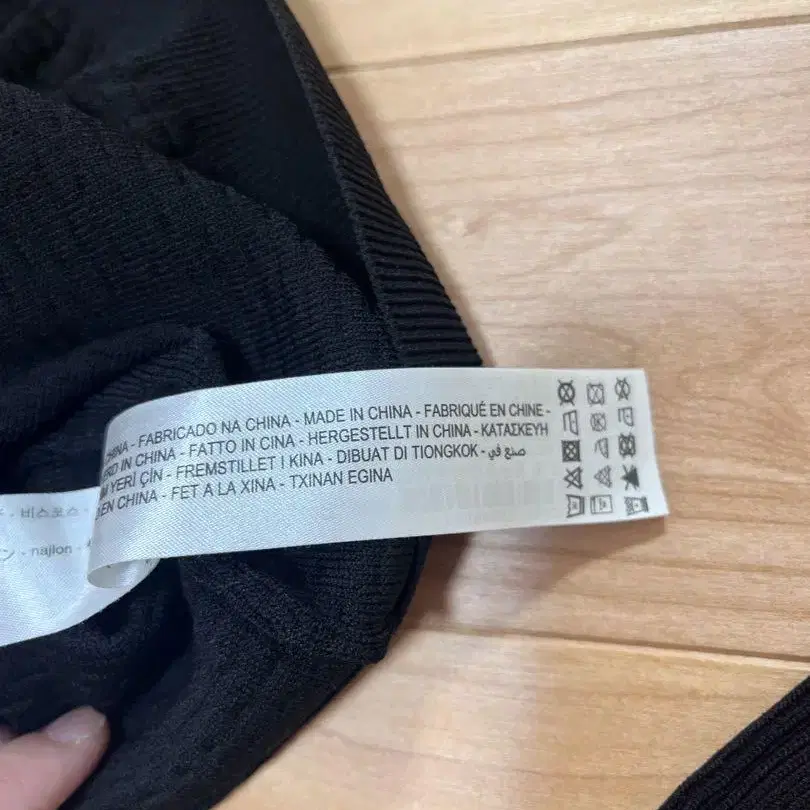 CHINA - FABRICADO NA CHINA - MADE IN CHINA - FABRIQUÉ EN CHINE -
ERD IN CHINA - FATTO IN CINA - HERGESTELLT IN CHINA - ΚΑΤΑΣΚΕΥΗ
YERİ ÇİN - FREMSTILLET I KINA - DIBUAT DI TIONGKOK - صنع في
EN CHINA - FET A LA XINA - TXINAN EGINA
- 비스코스 -
- najlon -